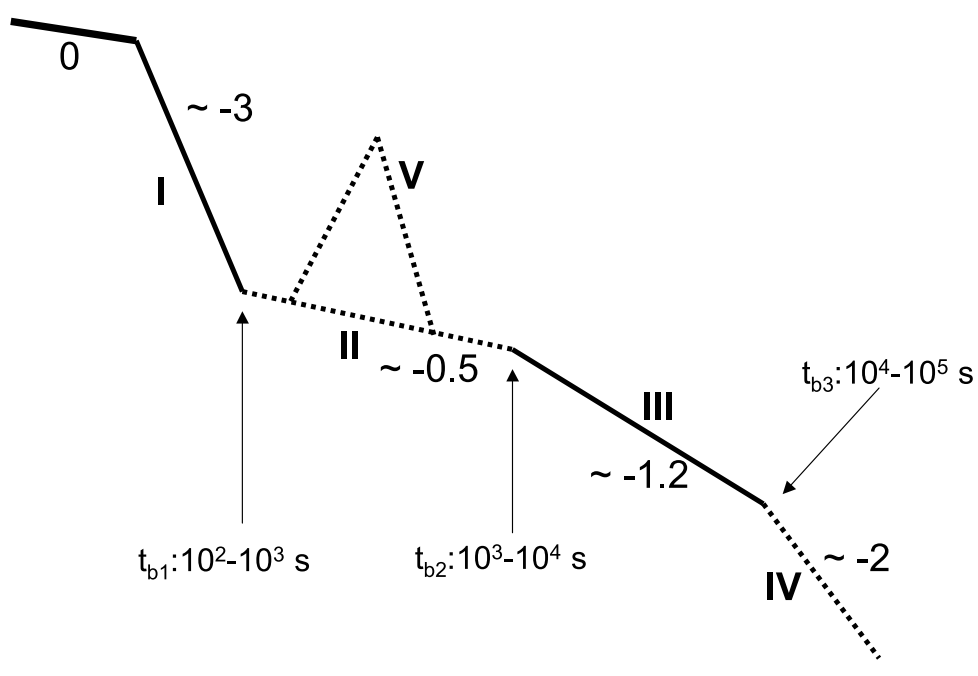 0
~ -3
I
V
II
~ -0.5
t_b3:10^4-10^5 s
III
~ -1.2
t_b1:10^2-10^3 s
t_b2:10^3-10^4 s
~ -2
IV